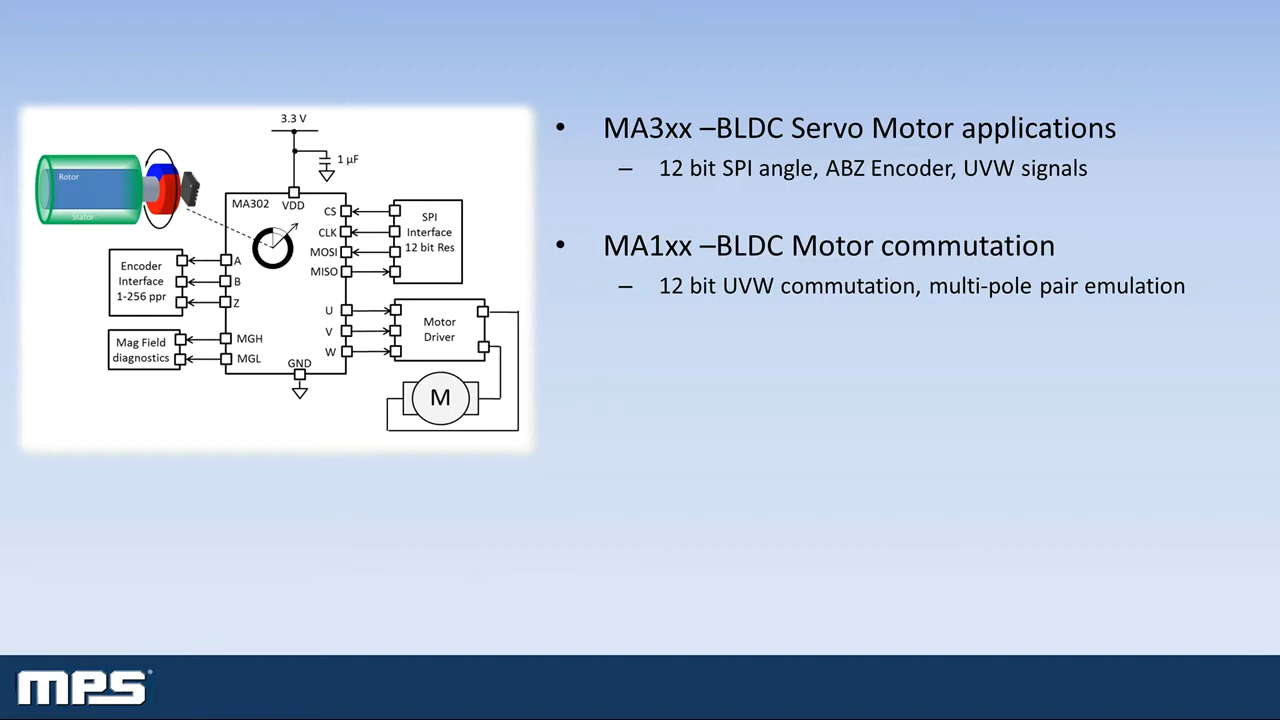 3.3 V
1 µF
Rotor
Stator
MA302
VDD
CS
CLK
MOSI
MISO
SPI
Interface
12 bit Res
Encoder
Interface
1-256 ppr
A
B
Z
U
V
W
Motor
Driver
Mag Field
diagnostics
MGH
MGL
GND
M
• MA3xx –BLDC Servo Motor applications
– 12 bit SPI angle, ABZ Encoder, UVW signals
• MA1xx –BLDC Motor commutation
– 12 bit UVW commutation, multi-pole pair emulation
mps